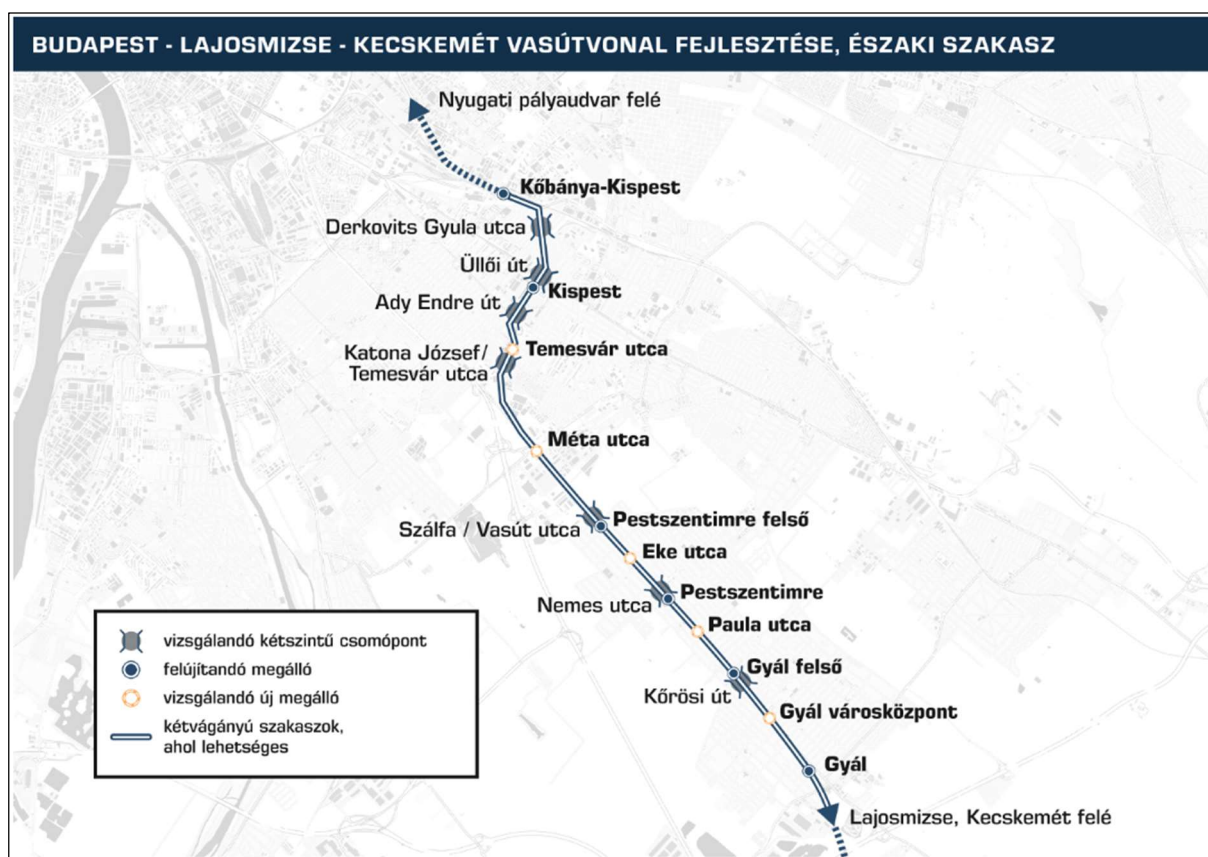 BUDAPEST - LAJOSMIZSE - KECSKEMÉT VASÚTVONAL FEJLESZTÉSE, ÉSZAKI SZAKASZ
Nyugati pályaudvar felé
Kőbánya-Kispest
Derkovits Gyula utca
Üllői út
Kispest
Ady Endre út
Temesvár utca
Katona József/
Temesvár utca
Méta utca
Pestszentimre felső
Szálfa / Vasút utca
Eke utca
Pestszentimre
Nemes utca
Paula utca
Gyál felső
Kőrösi út
Gyál városközpont
Gyál
Lajosmizse, Kecskemét felé
vizsgálandó kétszintű csomópont
felújítandó megálló
vizsgálandó új megálló
kétvágányú szakaszok,
ahol lehetséges